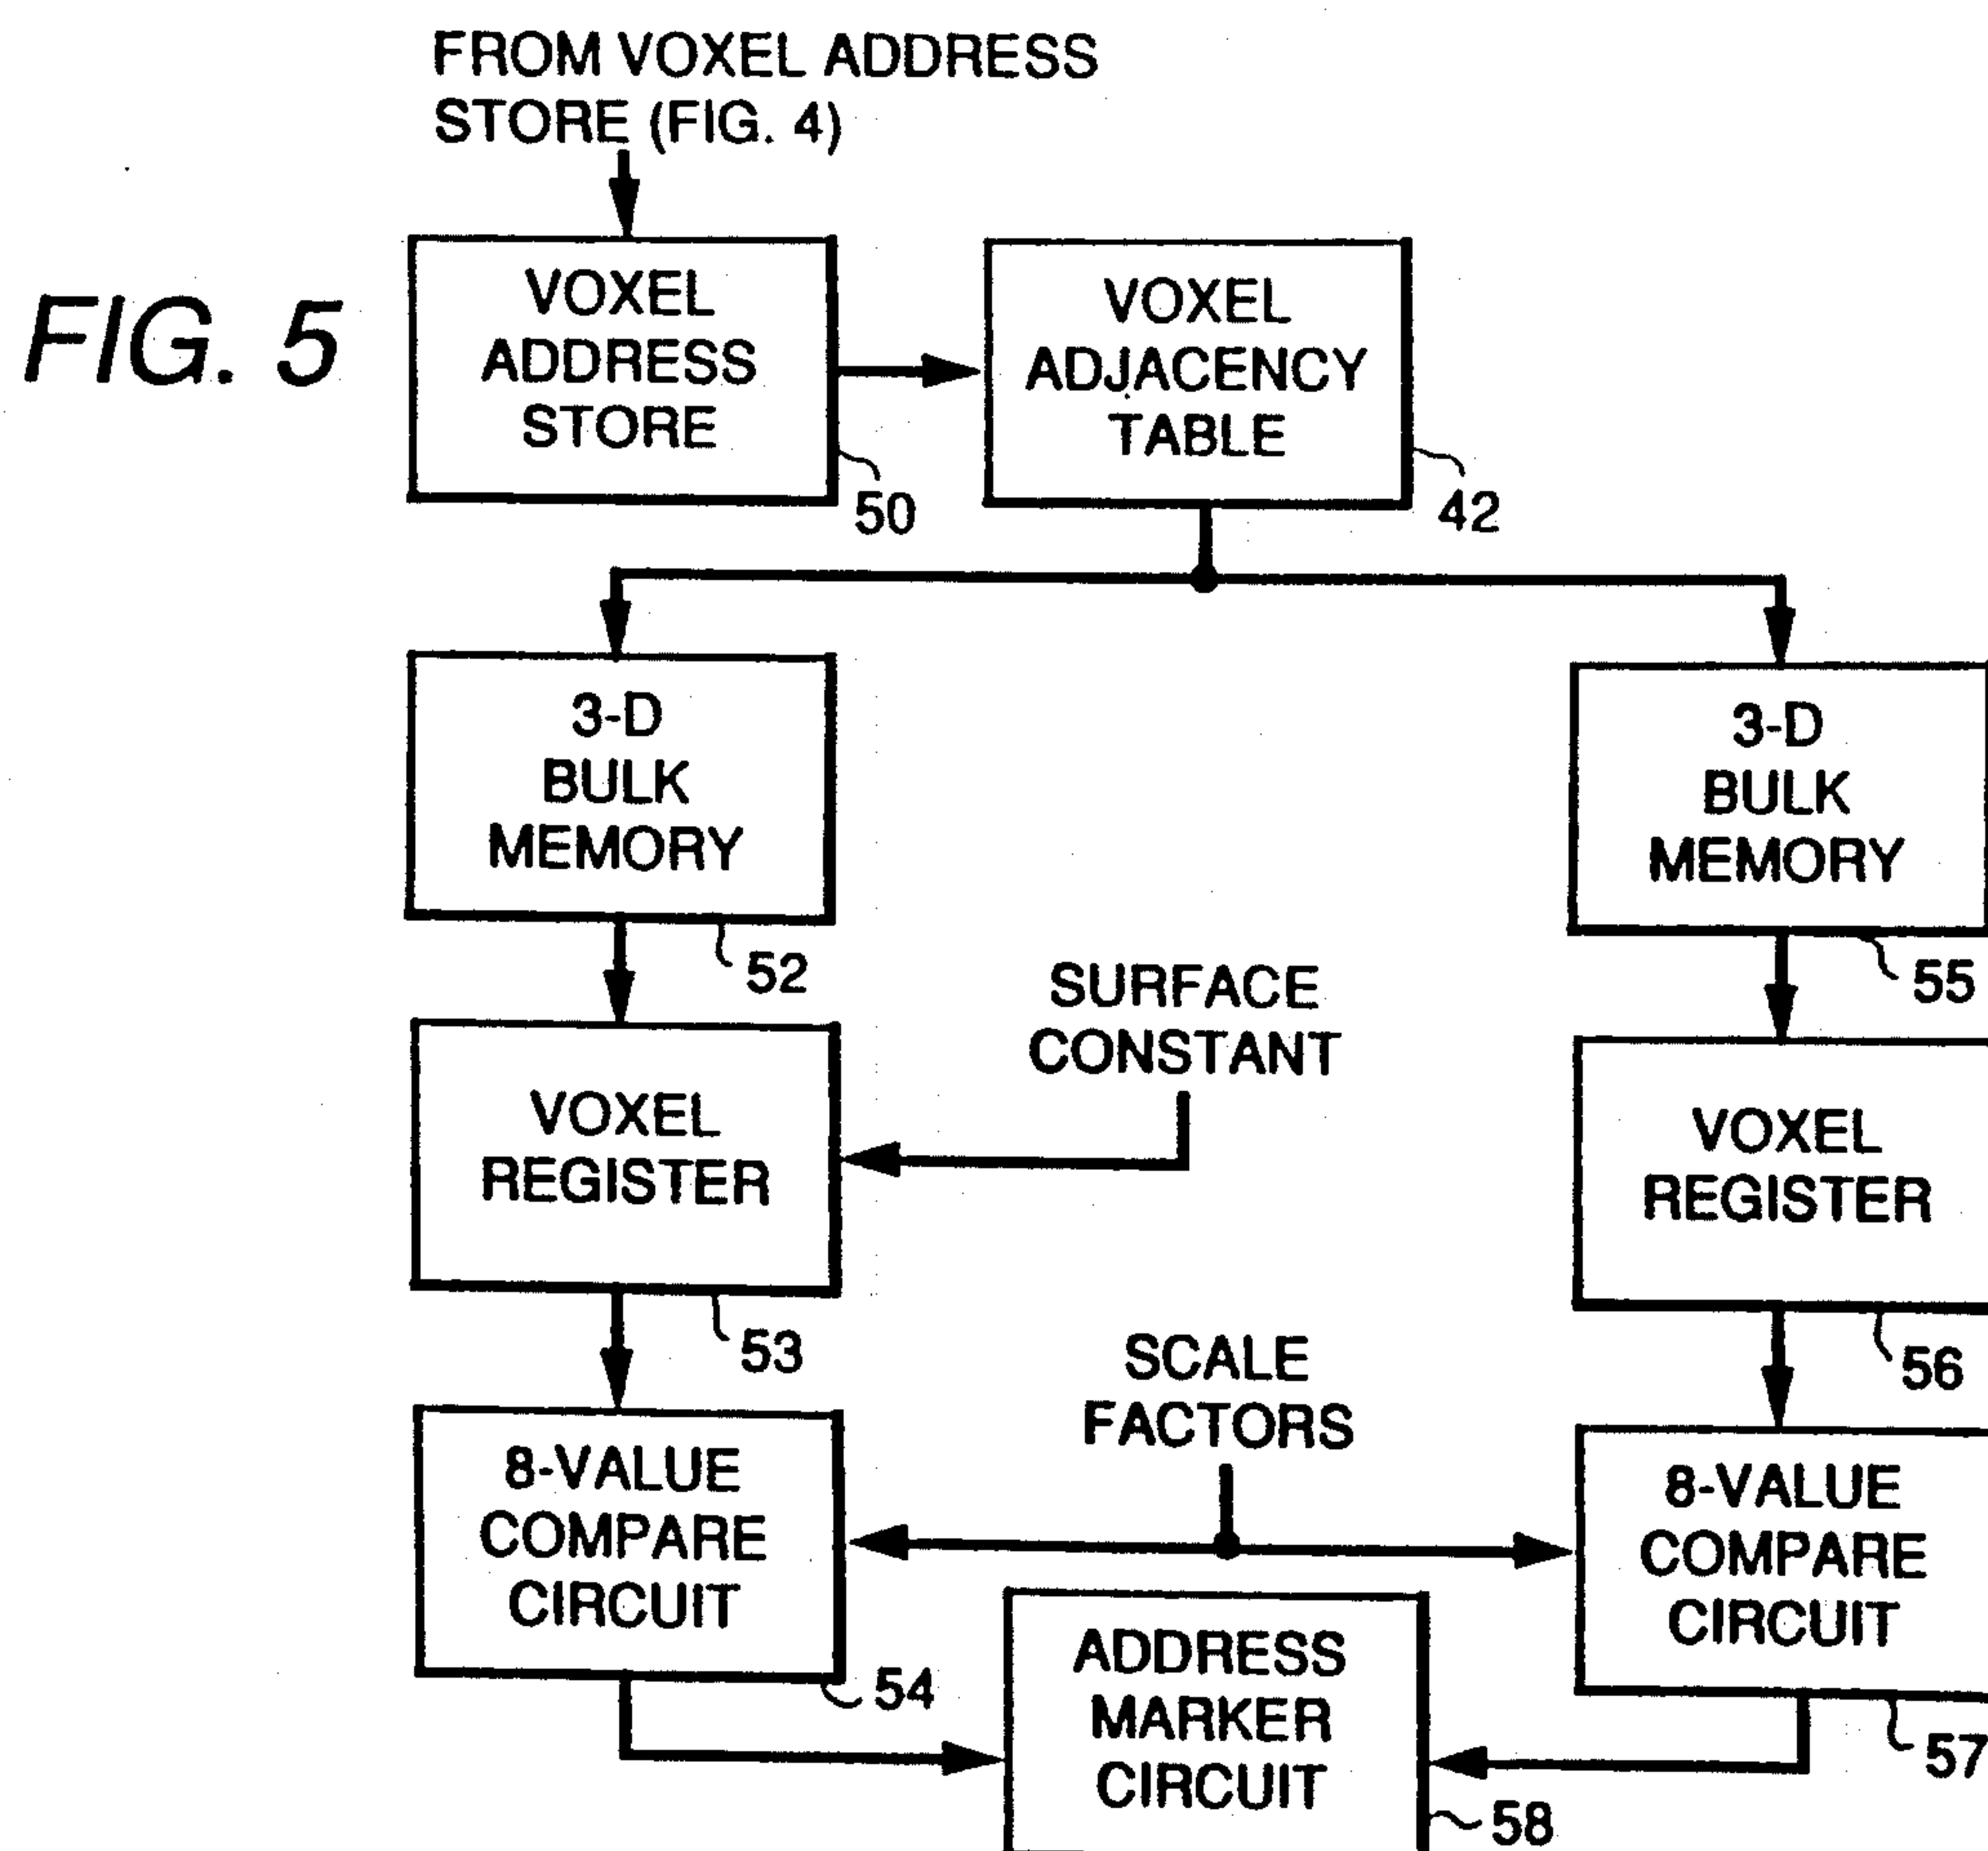 FROM VOXEL ADDRESS
STORE (FIG. 4)
FIG. 5
VOXEL
ADDRESS
STORE
50
VOXEL
ADJACENCY
TABLE
42
3-D
BULK
MEMORY
52
3-D
BULK
MEMORY
55
SURFACE
CONSTANT
VOXEL
REGISTER
53
VOXEL
REGISTER
56
SCALE
FACTORS
8-VALUE
COMPARE
CIRCUIT
54
8-VALUE
COMPARE
CIRCUIT
57
ADDRESS
MARKER
CIRCUIT
58